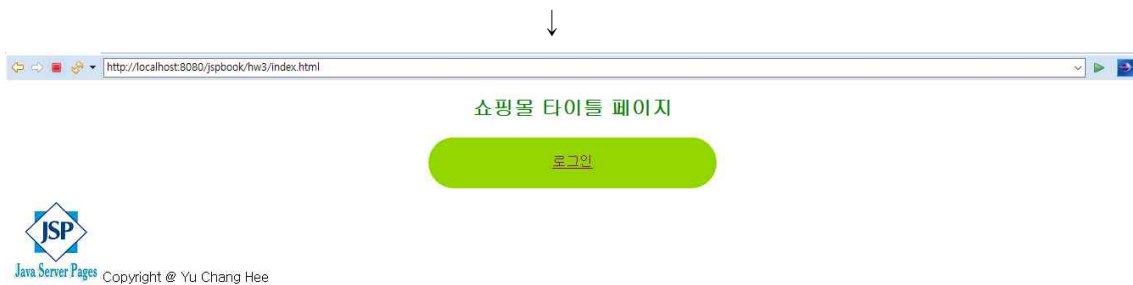 ↓
http://localhost:8080/jspbook/hw3/index.html
쇼핑몰 타이틀 페이지
로그인
JSP
Java Server Pages Copyright @ Yu Chang Hee